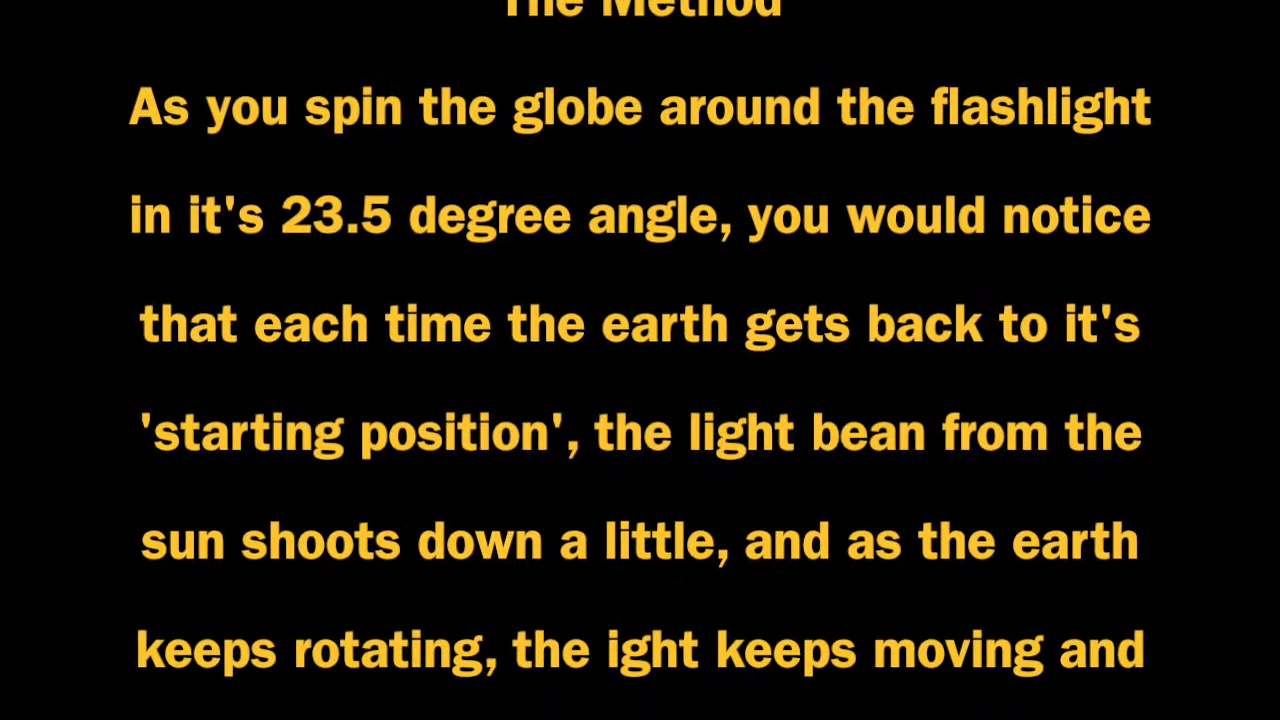 The Method
As you spin the globe around the flashlight
in it's 23.5 degree angle, you would notice
that each time the earth gets back to it's
'starting position', the light bean from the
sun shoots down a little, and as the earth
keeps rotating, the ight keeps moving and